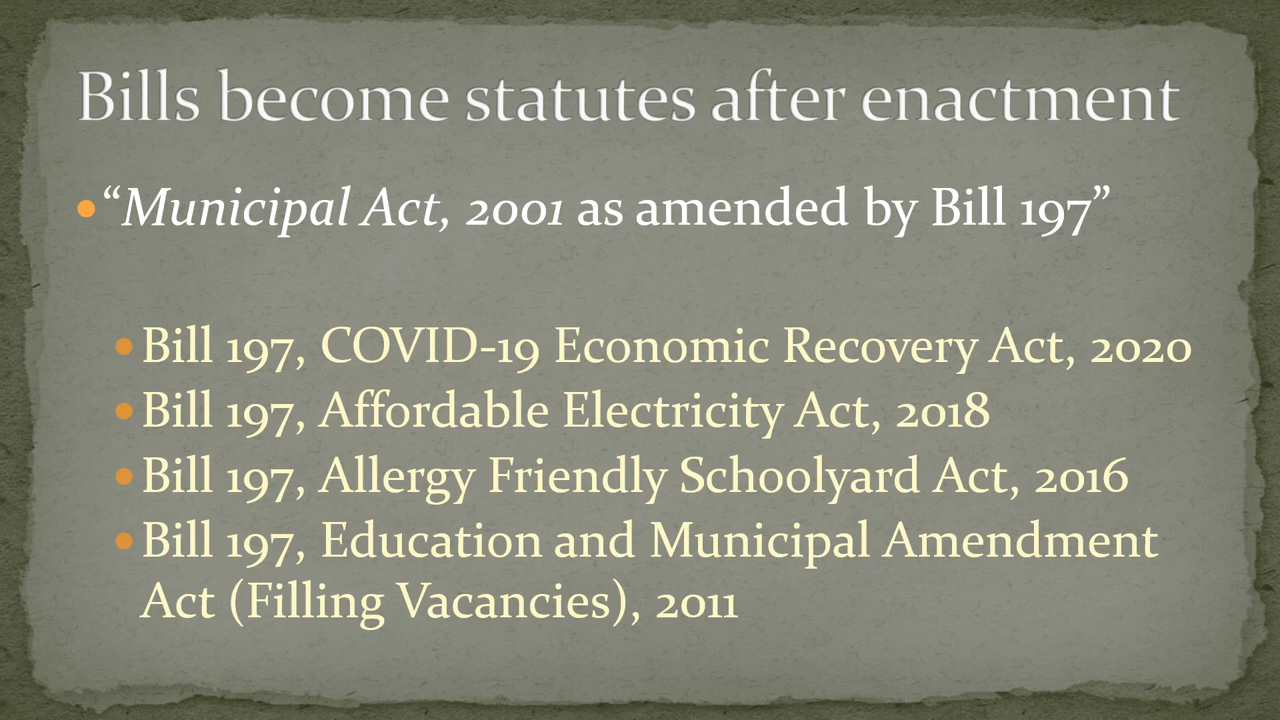 Bills become statutes after enactment
• “Municipal Act, 2001 as amended by Bill 197”
• Bill 197, COVID-19 Economic Recovery Act, 2020
• Bill 197, Affordable Electricity Act, 2018
• Bill 197, Allergy Friendly Schoolyard Act, 2016
• Bill 197, Education and Municipal Amendment
Act (Filling Vacancies), 2011